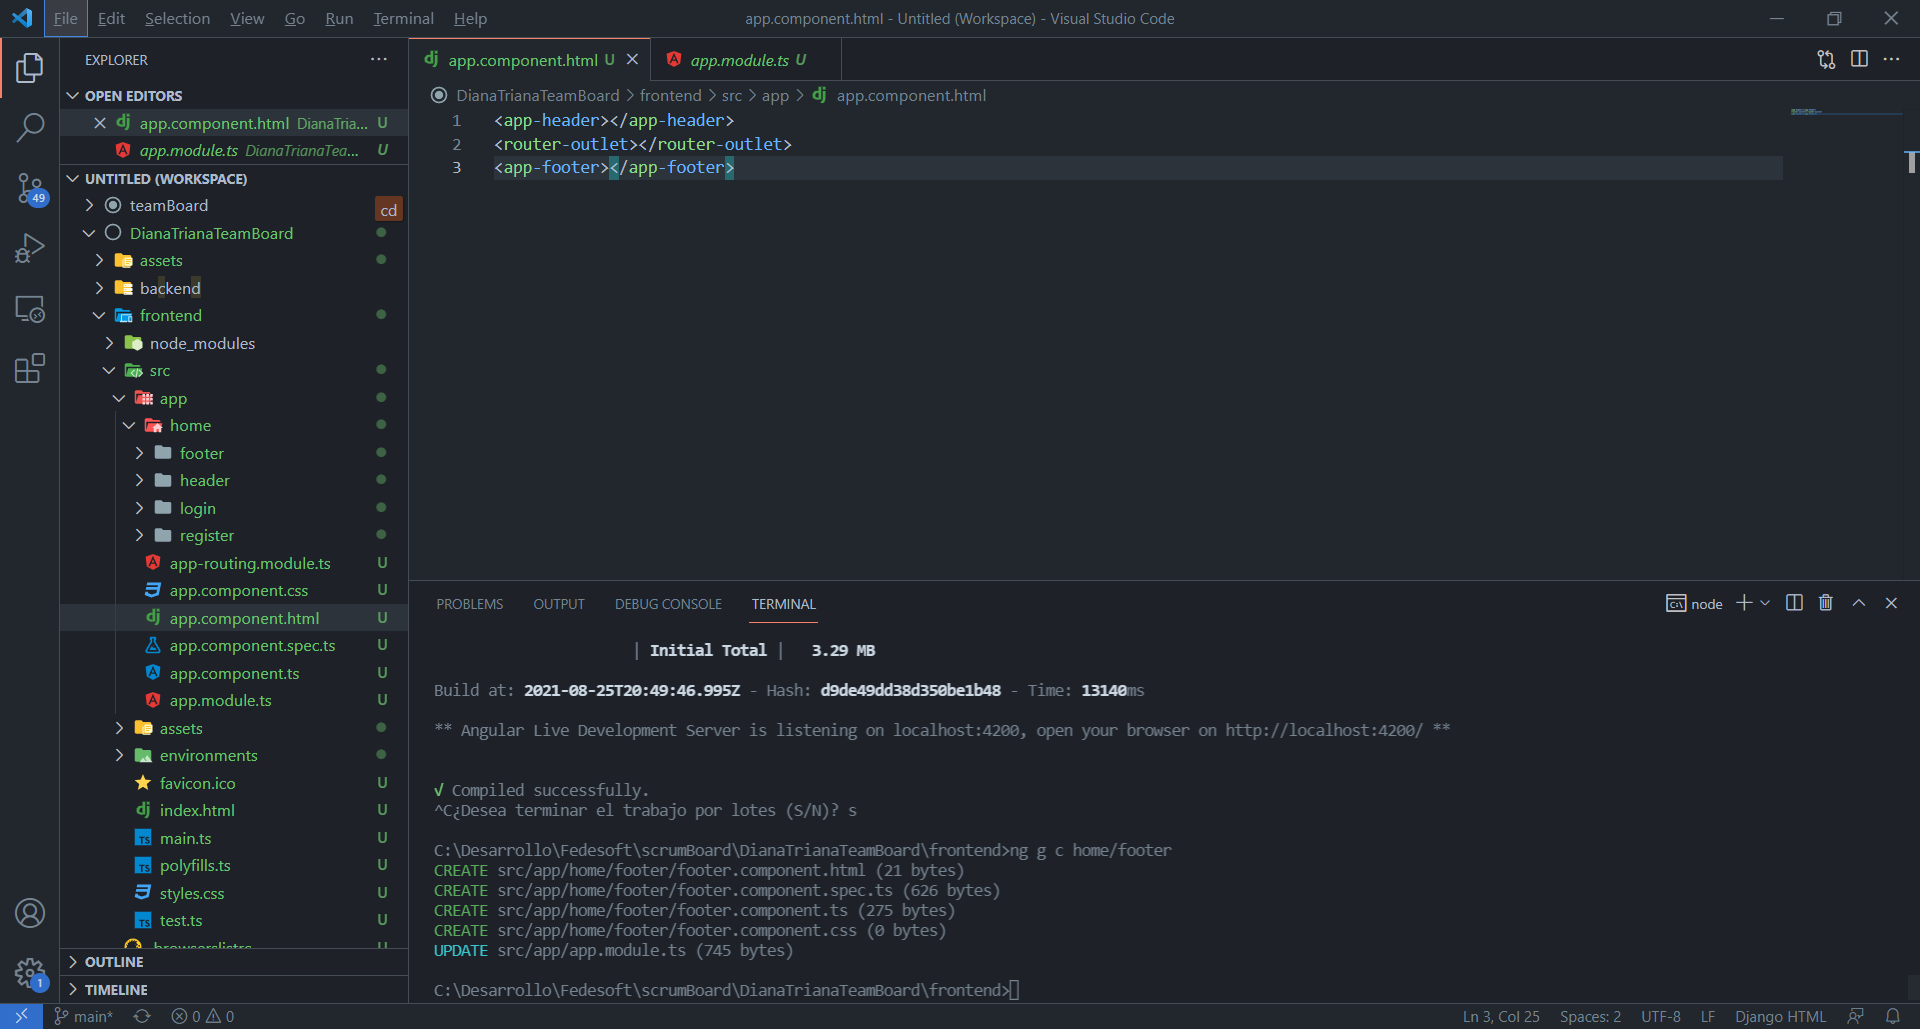 File Edit Selection View Go Run Terminal Help
app.component.html - Untitled (Workspace) - Visual Studio Code
EXPLORER
OPEN EDITORS
app.component.html DianaTria... U
app.module.ts DianaTrianaTea... U
UNTITLED (WORKSPACE)
teamBoard
cd
DianaTrianaTeamBoard
assets
backend
frontend
node_modules
src
app
home
footer
header
login
register
app-routing.module.ts U
app.component.css U
app.component.html U
app.component.spec.ts U
app.component.ts U
app.module.ts U
assets
environments
favicon.ico U
index.html U
main.ts U
polyfills.ts U
styles.css U
test.ts U
.browserslistrc U
OUTLINE
TIMELINE
49
1
app.component.html U
app.module.ts U
DianaTrianaTeamBoard > frontend > src > app > app.component.html
1 <app-header></app-header>
2 <router-outlet></router-outlet>
3 <app-footer></app-footer>
PROBLEMS OUTPUT DEBUG CONSOLE TERMINAL
node
| Initial Total | 3.29 MB
Build at: 2021-08-25T20:49:46.995Z - Hash: d9de49dd38d350be1b48 - Time: 13140ms
** Angular Live Development Server is listening on localhost:4200, open your browser on http://localhost:4200/ **
√ Compiled successfully.
^C¿Desea terminar el trabajo por lotes (S/N)? s
C:\Desarrollo\Fedesoft\scrumBoard\DianaTrianaTeamBoard\frontend>ng g c home/footer
CREATE src/app/home/footer/footer.component.html (21 bytes)
CREATE src/app/home/footer/footer.component.spec.ts (626 bytes)
CREATE src/app/home/footer/footer.component.ts (275 bytes)
CREATE src/app/home/footer/footer.component.css (0 bytes)
UPDATE src/app/app.module.ts (745 bytes)
C:\Desarrollo\Fedesoft\scrumBoard\DianaTrianaTeamBoard\frontend>
main* 0 0
Ln 3, Col 25 Spaces: 2 UTF-8 LF Django HTML